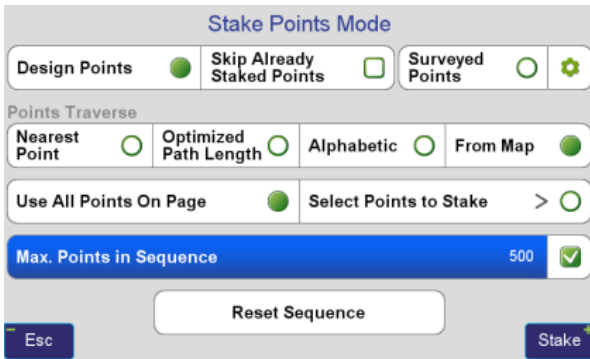 Stake Points Mode
Design Points
Skip Already
Staked Points
Surveyed
Points
Points Traverse
Nearest
Point
Optimized
Path Length
Alphabetic
From Map
Use All Points On Page
Select Points to Stake >
Max. Points in Sequence 500
Reset Sequence
Esc
Stake